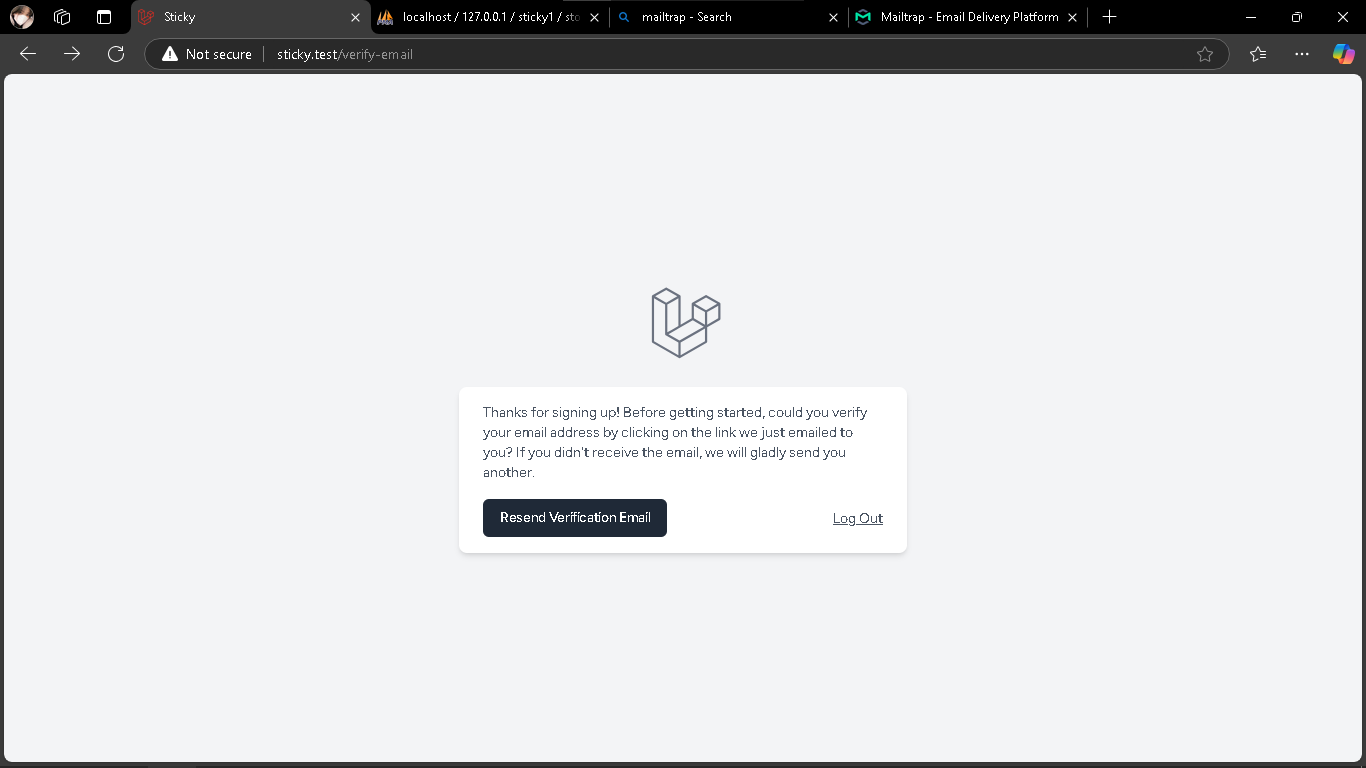 Sticky
localhost / 127.0.0.1 / sticky1 / sto
mailtrap - Search
Mailtrap - Email Delivery Platform
Not secure
sticky.test/verify-email
Thanks for signing up! Before getting started, could you verify
your email address by clicking on the link we just emailed to
you? If you didn't receive the email, we will gladly send you
another.
Resend Verification Email
Log Out